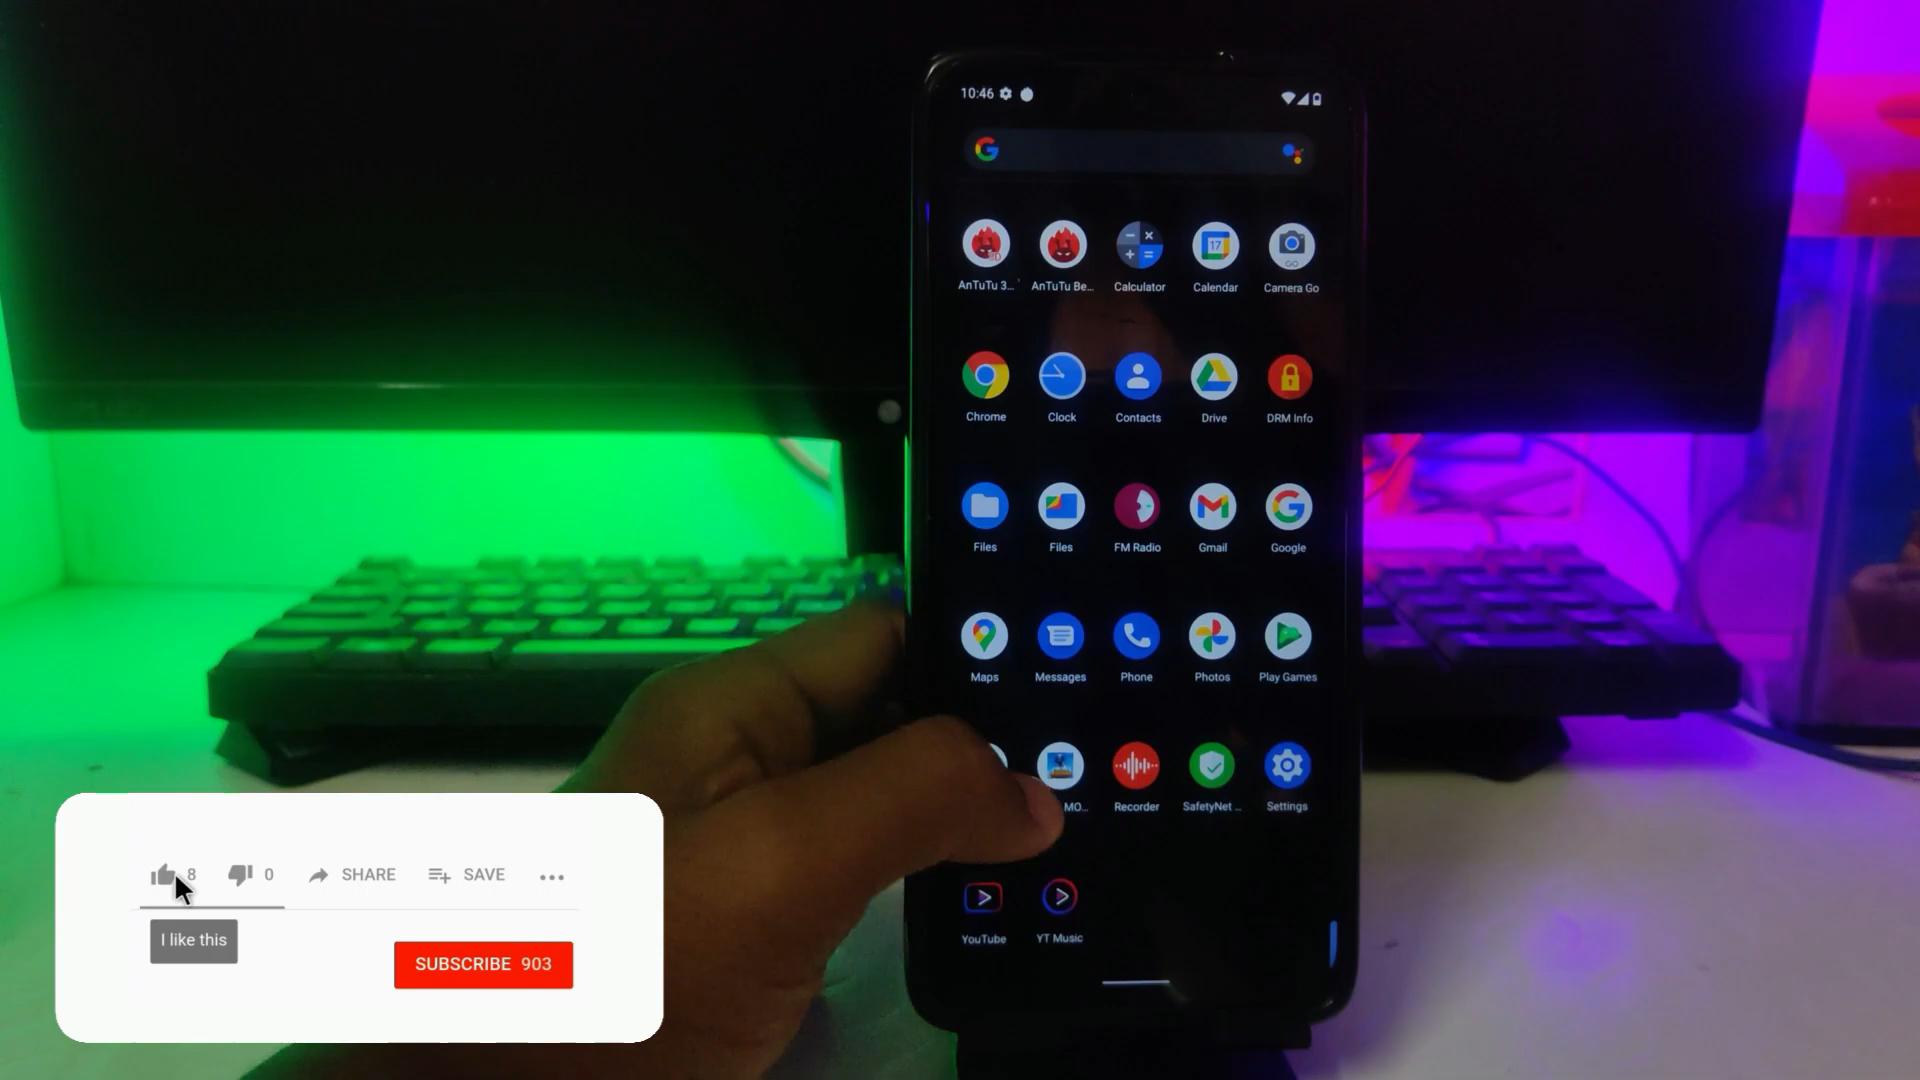 10:46
AnTuTu 3...
AnTuTu Be...
Calculator
17
Calendar
GO
Camera Go
Chrome
Clock
Contacts
Drive
DRM Info
Files
Files
FM Radio
Gmail
Google
Maps
Messages
Phone
Photos
Play Games
MO...
Recorder
SafetyNet ...
Settings
YouTube
YT Music
8
0
SHARE
SAVE
I like this
SUBSCRIBE 903